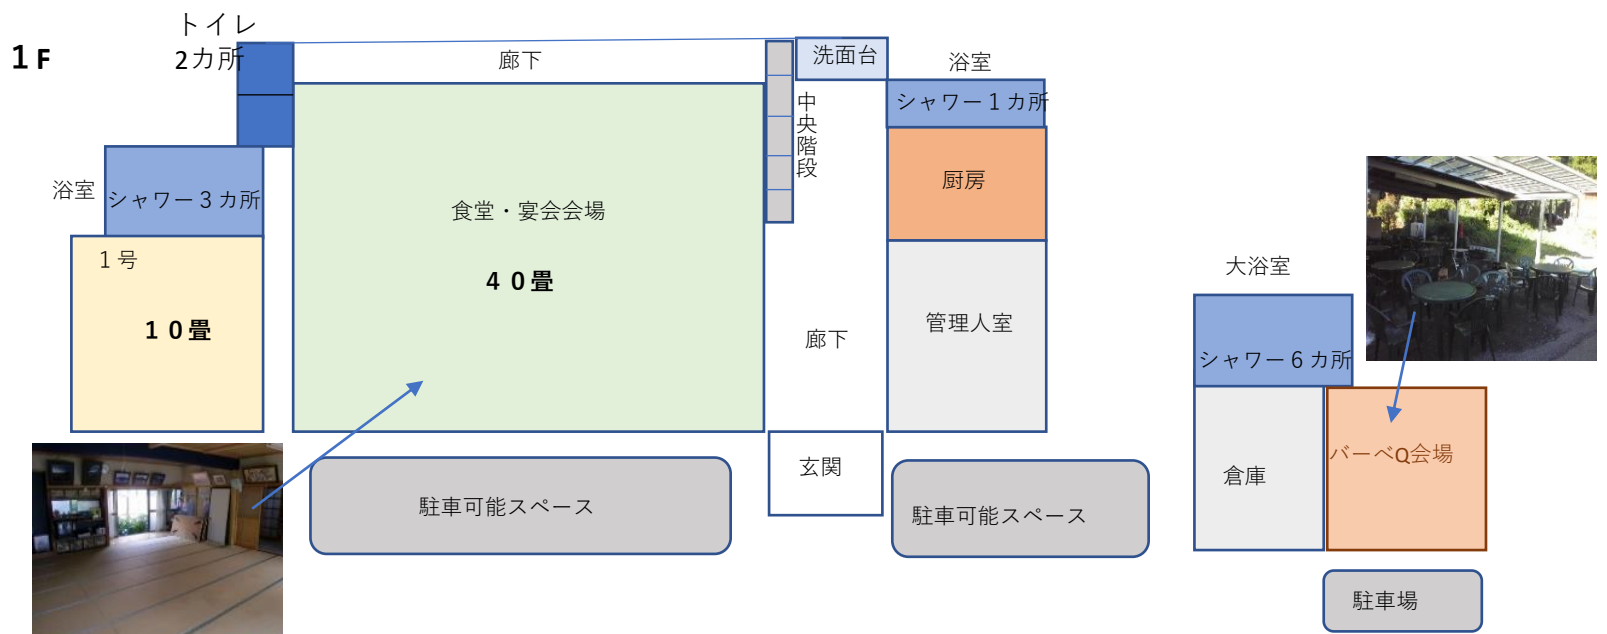 1F
トイレ
2カ所
廊下
洗面台
浴室
シャワー1カ所
中央階段
厨房
浴室
シャワー3カ所
食堂・宴会会場
40畳
1号
10畳
管理人室
廊下
大浴室
シャワー6カ所
玄関
倉庫
バーベQ会場
駐車可能スペース
駐車可能スペース
駐車場